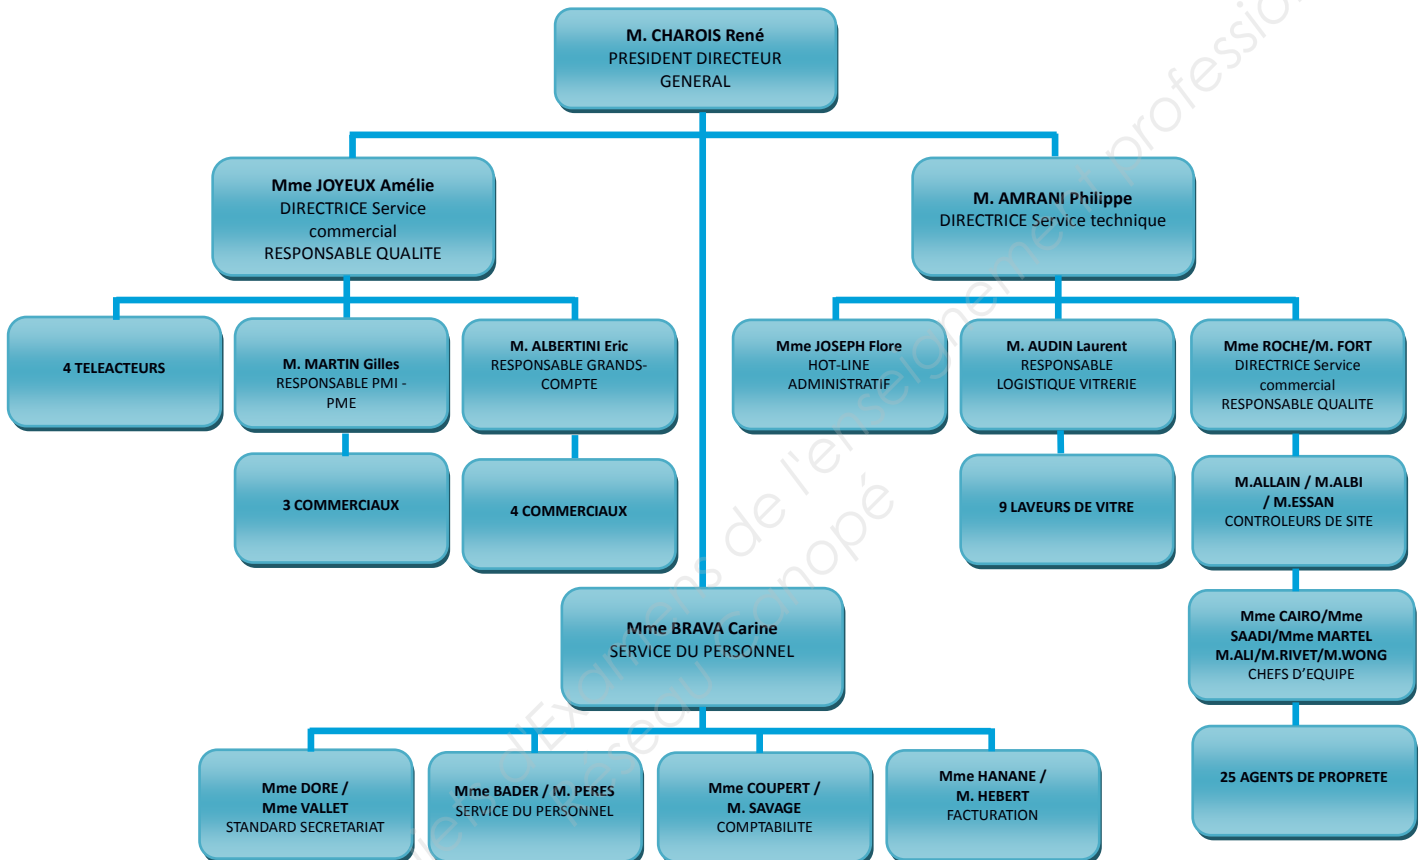 M. CHAROIS René
PRESIDENT DIRECTEUR
GENERAL
Mme JOYEUX Amélie
DIRECTRICE Service
commercial
RESPONSABLE QUALITE
M. AMRANI Philippe
DIRECTRICE Service technique
4 TELEACTEURS
M. MARTIN Gilles
RESPONSABLE PMI -
PME
M. ALBERTINI Eric
RESPONSABLE GRANDS-
COMPTE
Mme JOSEPH Flore
HOT-LINE
ADMINISTRATIF
M. AUDIN Laurent
RESPONSABLE
LOGISTIQUE VITRERIE
Mme ROCHE/M. FORT
DIRECTRICE Service
commercial
RESPONSABLE QUALITE
3 COMMERCIAUX
4 COMMERCIAUX
9 LAVEURS DE VITRE
M.ALLAIN / M.ALBI
/ M.ESSAN
CONTROLEURS DE SITE
Mme BRAVA Carine
SERVICE DU PERSONNEL
Mme CAIRO/Mme
SAADI/Mme MARTEL
M.ALI/M.RIVET/M.WONG
CHEFS D’EQUIPE
Mme DORE /
Mme VALLET
STANDARD SECRETARIAT
Mme BADER / M. PERES
SERVICE DU PERSONNEL
Mme COUPERT /
M. SAVAGE
COMPTABILITE
Mme HANANE /
M. HEBERT
FACTURATION
25 AGENTS DE PROPRETE
d'Examens de l'enseignement
Réseau Canopé